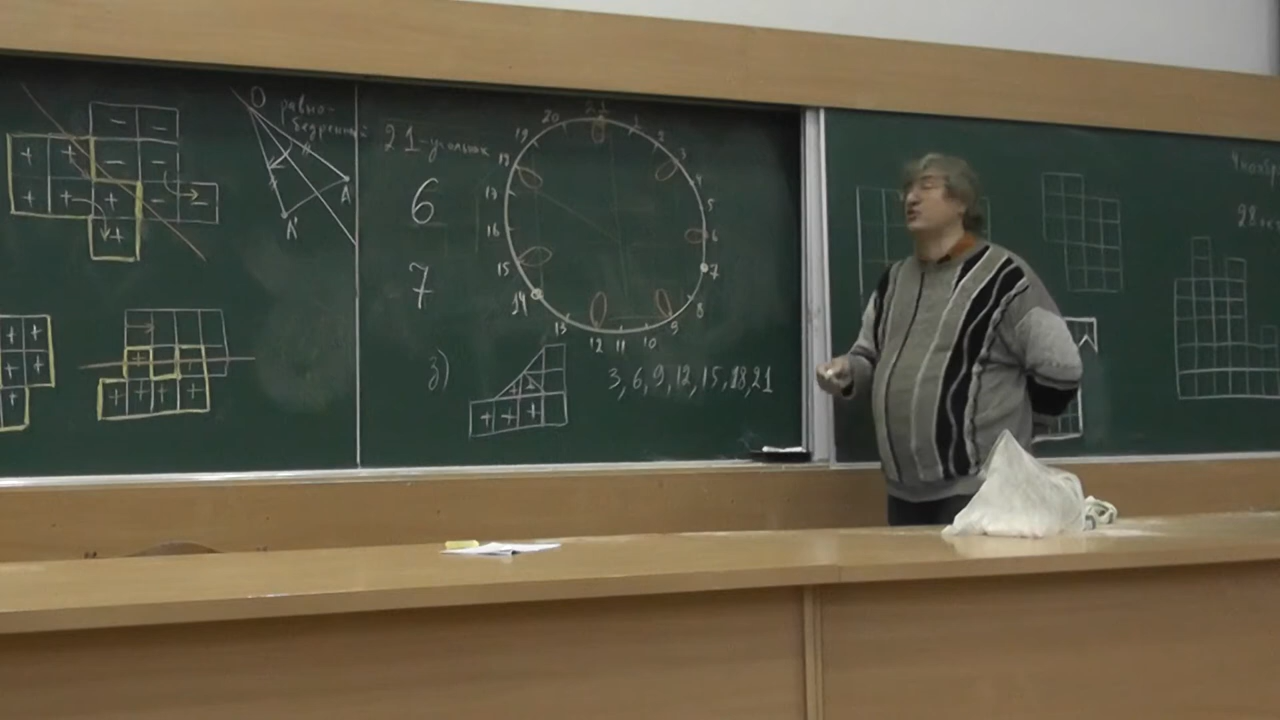 + + - -
- -
+ + + - -
+
+ +
+ +
+
+
+ + + +
O
равно-
бедренный
A
A'
21-угольник
6
7
з)
21
1
2
3
4
5
6
7
8
9
10
11
12
13
14
15
16
17
18
19
20
+ +
+ + +
3, 6, 9, 12, 15, 18, 21